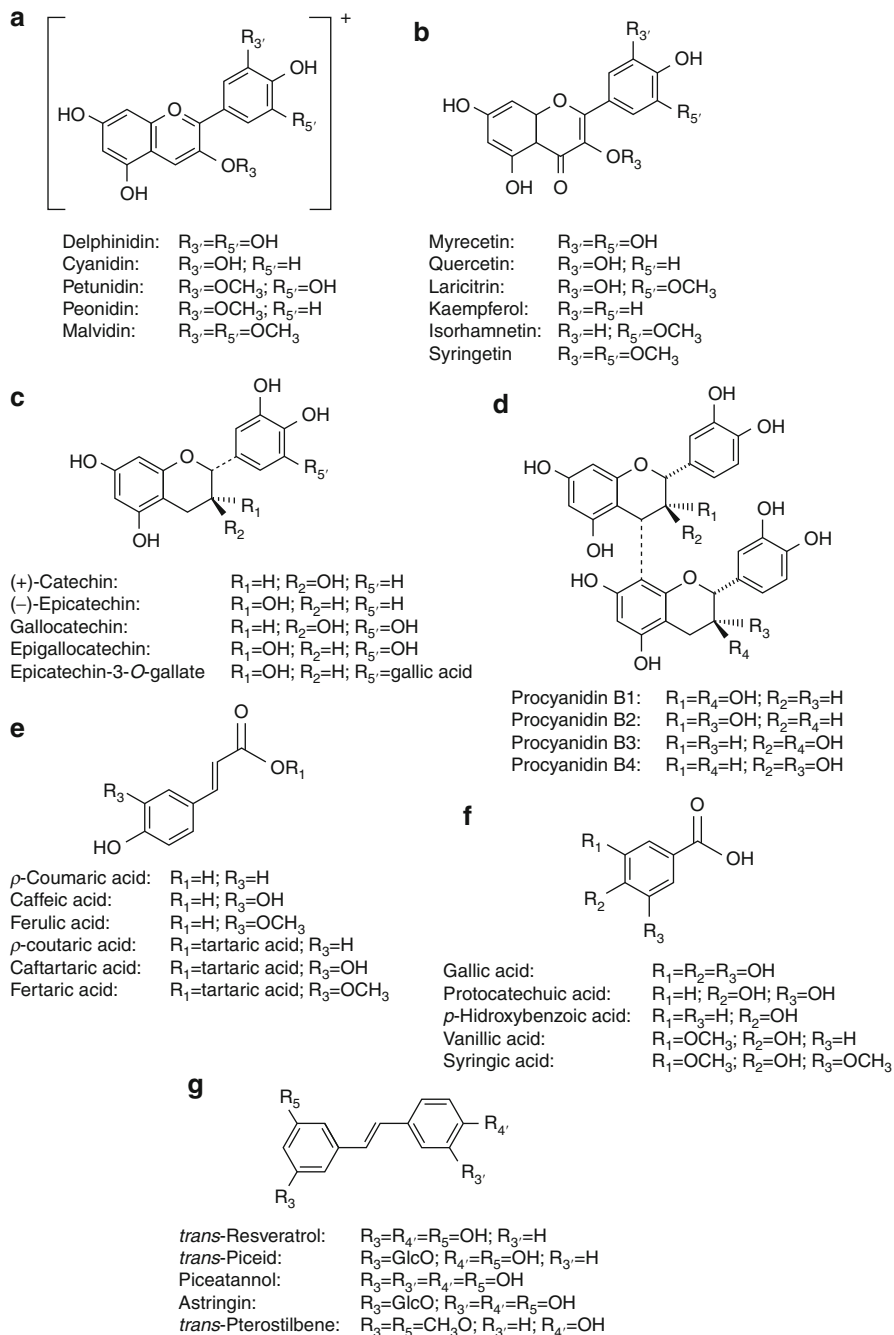 a
R3′
OH
+
HO
O
R5′
OR3
OH
Delphinidin: R3′=R5′=OH
Cyanidin: R3′=OH; R5′=H
Petunidin: R3′=OCH3; R5′=OH
Peonidin: R3′=OCH3; R5′=H
Malvidin: R3′=R5′=OCH3
b
R3′
OH
HO
O
R5′
OR3
OH
O
Myrecetin: R3′=R5′=OH
Quercetin: R3′=OH; R5′=H
Laricitrin: R3′=OH; R5′=OCH3
Kaempferol: R3′=R5′=H
Isorhamnetin: R3′=H; R5′=OCH3
Syringetin R3′=R5′=OCH3
c
OH
OH
HO
O
R5′
R1
R2
OH
(+)-Catechin: R1=H; R2=OH; R5′=H
(−)-Epicatechin: R1=OH; R2=H; R5′=H
Gallocatechin: R1=H; R2=OH; R5′=OH
Epigallocatechin: R1=OH; R2=H; R5′=OH
Epicatechin-3-O-gallate R1=OH; R2=H; R5′=gallic acid
d
HO
OH
HO
O
R1
R2
OH
HO
OH
HO
O
R3
R4
OH
Procyanidin B1: R1=R4=OH; R2=R3=H
Procyanidin B2: R1=R3=OH; R2=R4=H
Procyanidin B3: R1=R3=H; R2=R4=OH
Procyanidin B4: R1=R4=H; R2=R3=OH
e
O
OR1
R3
HO
ρ-Coumaric acid: R1=H; R3=H
Caffeic acid: R1=H; R3=OH
Ferulic acid: R1=H; R3=OCH3
ρ-coutaric acid: R1=tartaric acid; R3=H
Caftartaric acid: R1=tartaric acid; R3=OH
Fertaric acid: R1=tartaric acid; R3=OCH3
f
O
R1
OH
R2
R3
Gallic acid: R1=R2=R3=OH
Protocatechuic acid: R1=H; R2=OH; R3=OH
p-Hidroxybenzoic acid: R1=R3=H; R2=OH
Vanillic acid: R1=OCH3; R2=OH; R3=H
Syringic acid: R1=OCH3; R2=OH; R3=OCH3
g
R5
R4′
R3′
R3
trans-Resveratrol: R3=R4′=R5=OH; R3′=H
trans-Piceid: R3=GlcO; R4′=R5=OH; R3′=H
Piceatannol: R3=R3′=R4′=R5=OH
Astringin: R3=GlcO; R3′=R4′=R5=OH
trans-Pterostilbene: R3=R5=CH3O; R3′=H; R4′=OH